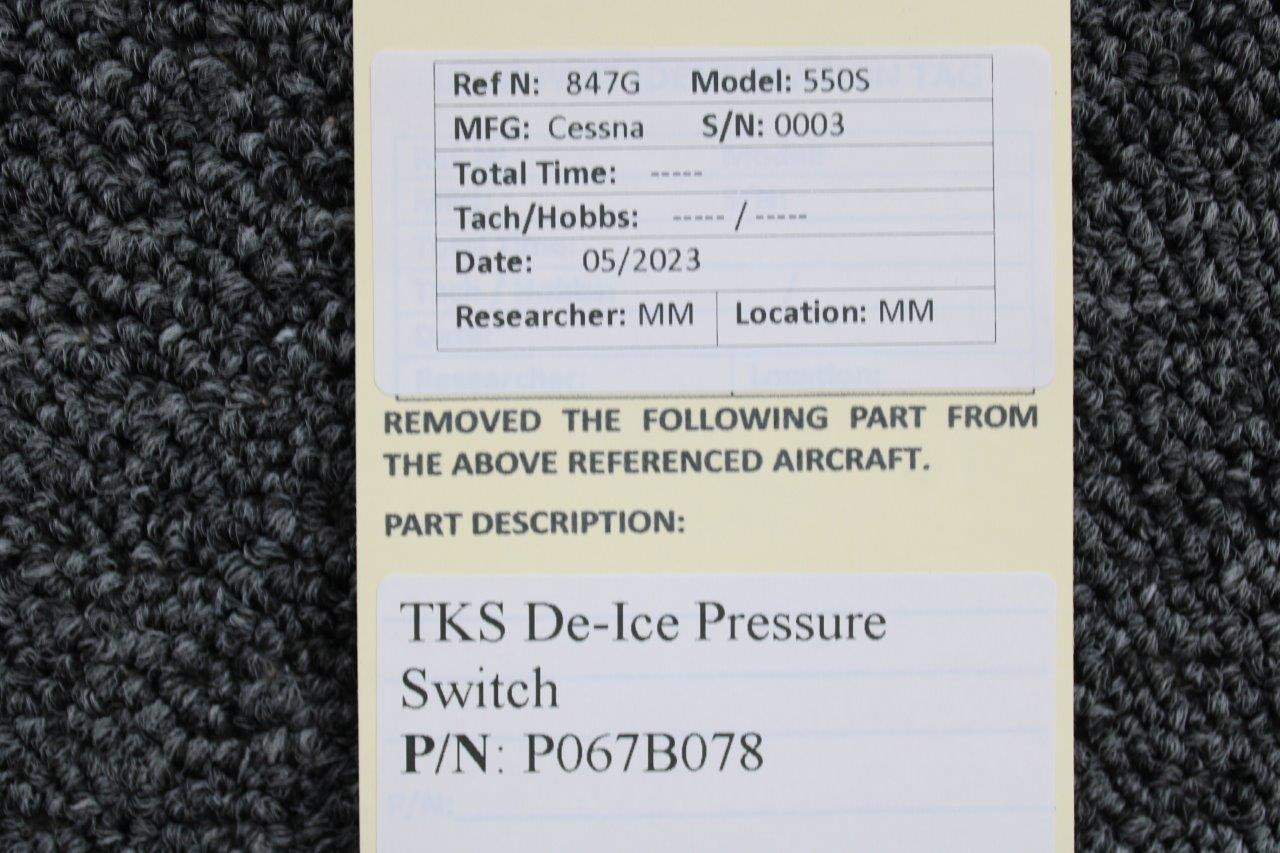 Ref N: 847G Model: 550S
MFG: Cessna S/N: 0003
Total Time: -----
Tach/Hobbs: ----- / -----
Date: 05/2023
Researcher: MM Location: MM
REMOVED THE FOLLOWING PART FROM
THE ABOVE REFERENCED AIRCRAFT.
PART DESCRIPTION:
TKS De-Ice Pressure
Switch
P/N: P067B078
P/N: